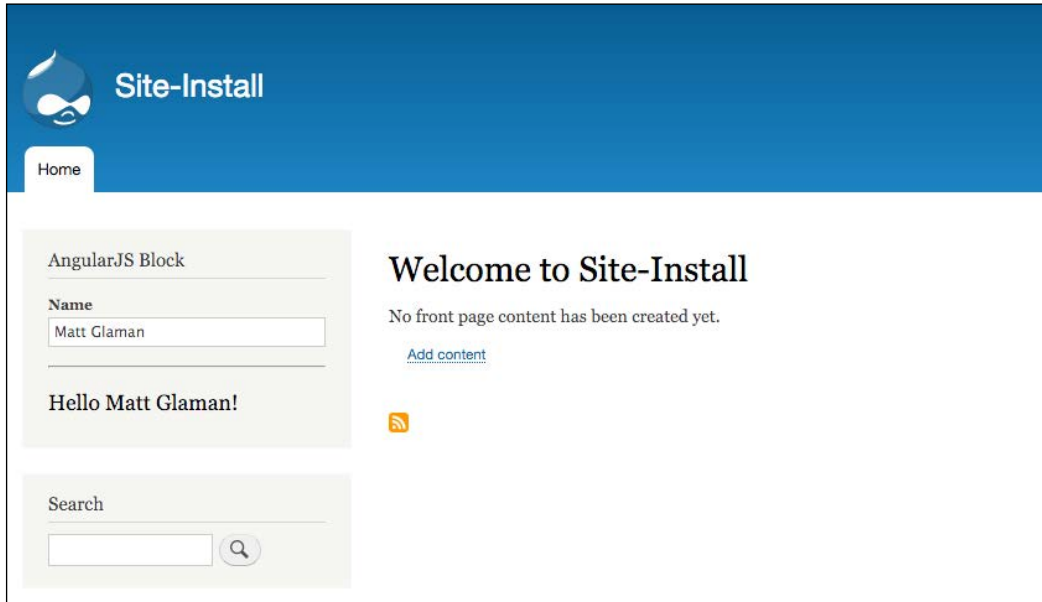 Site-Install
Home
AngularJS Block
Name
Matt Glaman
Hello Matt Glaman!
Search
Welcome to Site-Install
No front page content has been created yet.
Add content